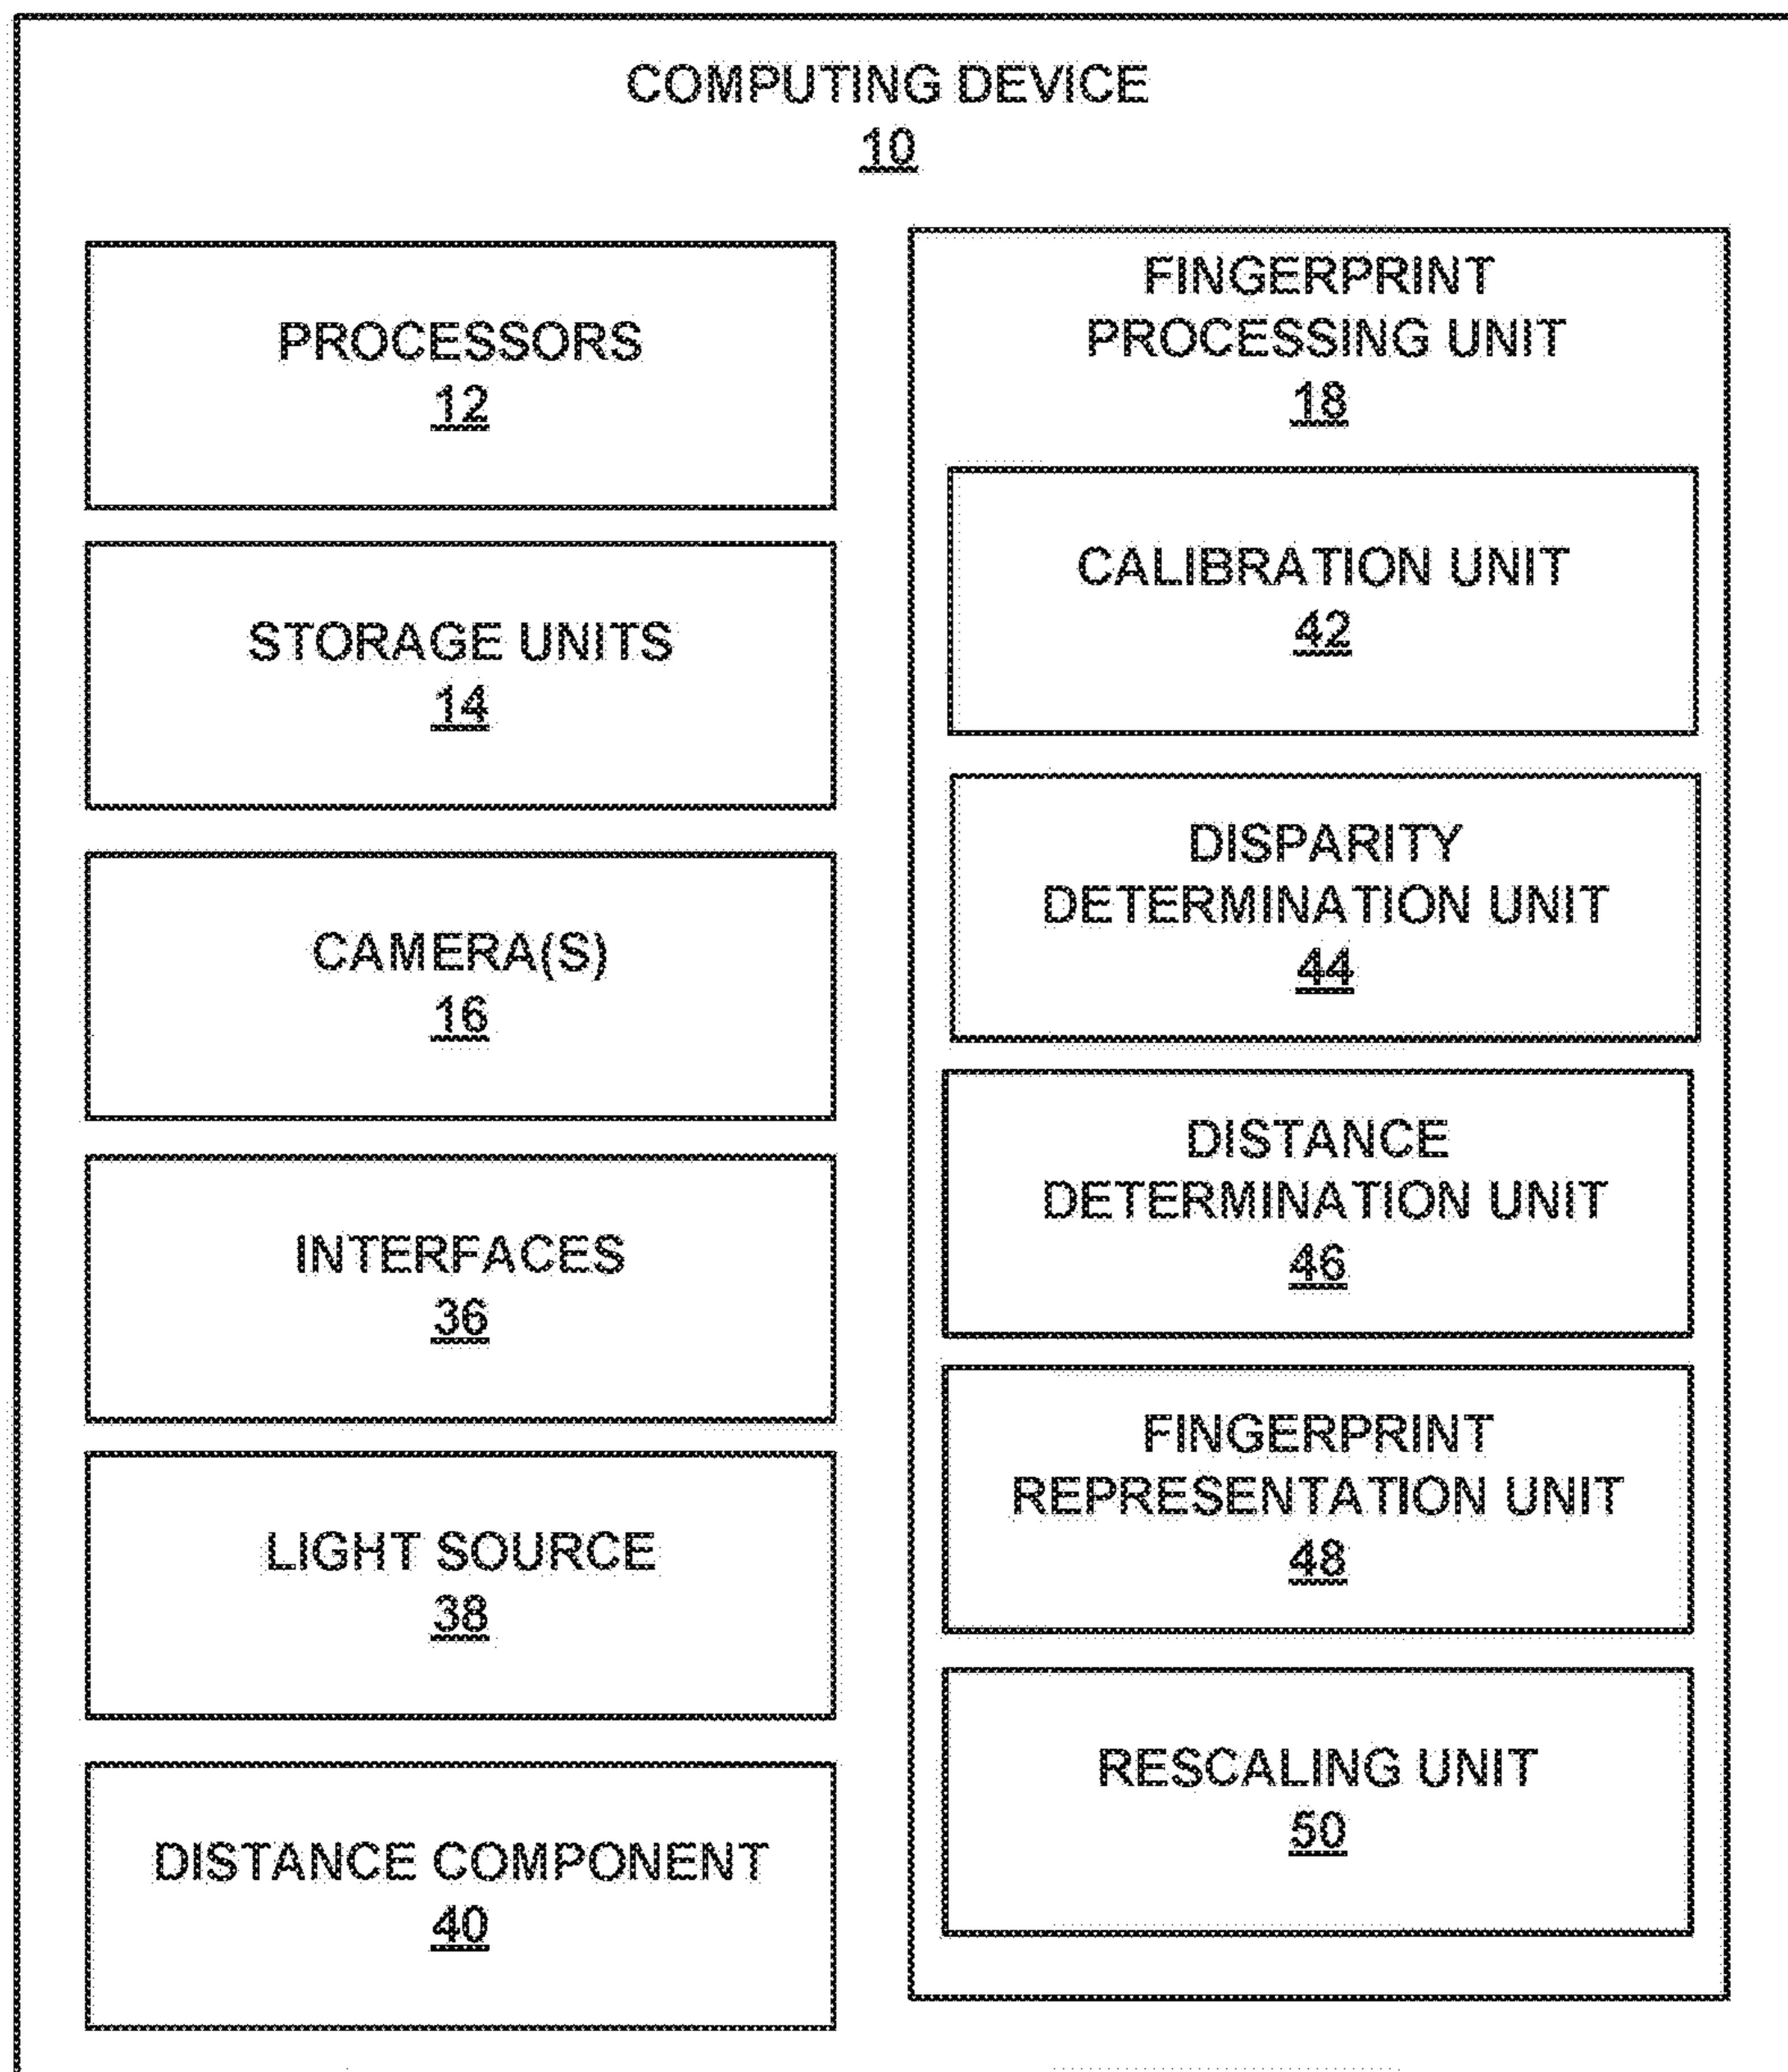 COMPUTING DEVICE
10
PROCESSORS
12
STORAGE UNITS
14
CAMERA(S)
16
INTERFACES
36
LIGHT SOURCE
38
DISTANCE COMPONENT
40
FINGERPRINT
PROCESSING UNIT
18
CALIBRATION UNIT
42
DISPARITY
DETERMINATION UNIT
44
DISTANCE
DETERMINATION UNIT
46
FINGERPRINT
REPRESENTATION UNIT
48
RESCALING UNIT
50